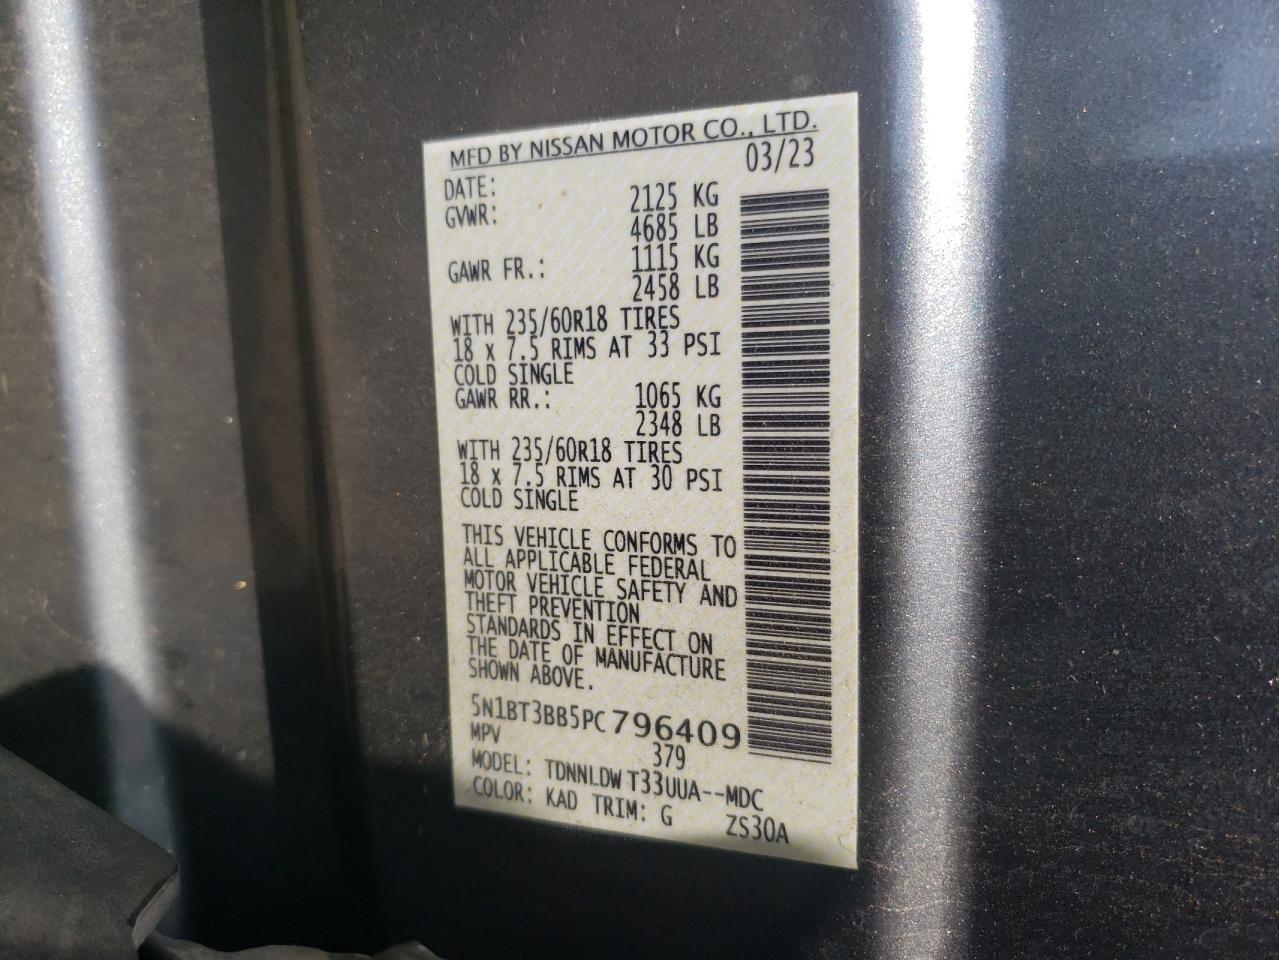 MFD BY NISSAN MOTOR CO., LTD.
DATE: 03/23
GVWR: 2125 KG
4685 LB
GAWR FR.: 1115 KG
2458 LB
WITH 235/60R18 TIRES
18 x 7.5 RIMS AT 33 PSI
COLD SINGLE
GAWR RR.: 1065 KG
2348 LB
WITH 235/60R18 TIRES
18 x 7.5 RIMS AT 30 PSI
COLD SINGLE
THIS VEHICLE CONFORMS TO
ALL APPLICABLE FEDERAL
MOTOR VEHICLE SAFETY AND
THEFT PREVENTION
STANDARDS IN EFFECT ON
THE DATE OF MANUFACTURE
SHOWN ABOVE.
5N1BT3BB5PC796409
MPV 379
MODEL: TDNNLDW T33UUA--MDC
COLOR: KAD TRIM: G ZS30A